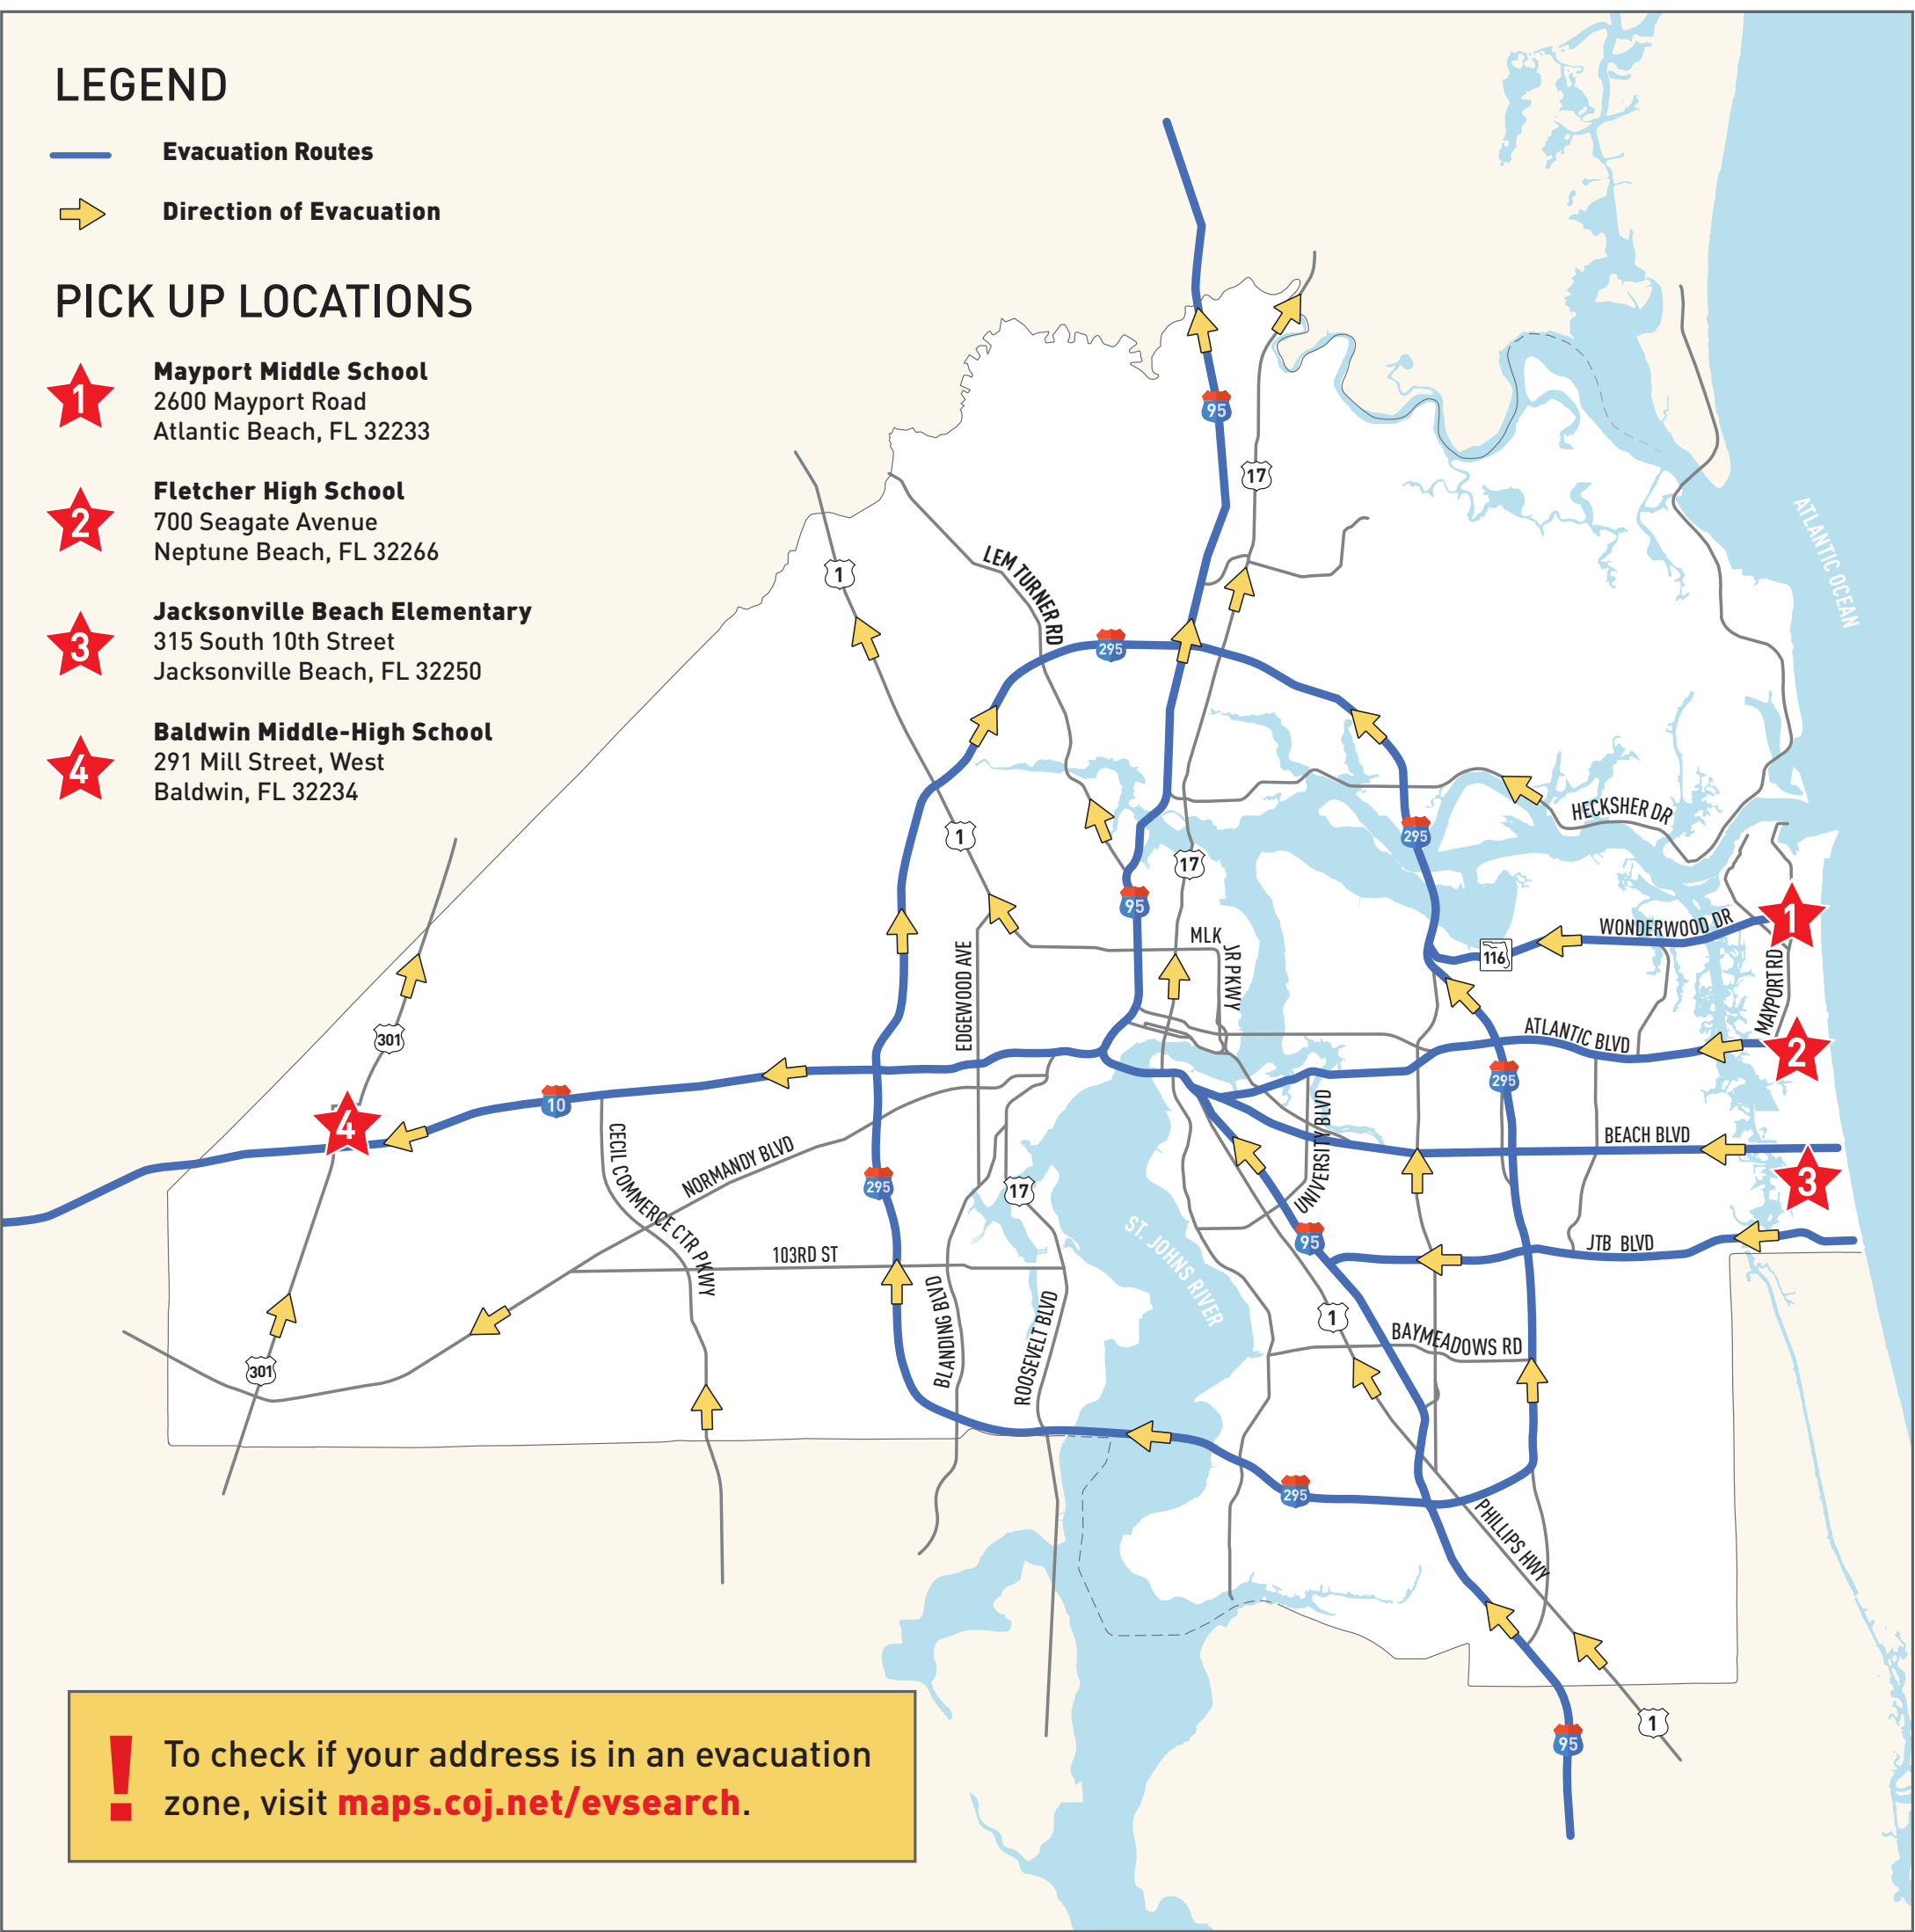 LEGEND
Evacuation Routes
Direction of Evacuation
PICK UP LOCATIONS
1
Mayport Middle School
2600 Mayport Road
Atlantic Beach, FL 32233
2
Fletcher High School
700 Seagate Avenue
Neptune Beach, FL 32266
3
Jacksonville Beach Elementary
315 South 10th Street
Jacksonville Beach, FL 32250
4
Baldwin Middle-High School
291 Mill Street, West
Baldwin, FL 32234
95
17
ATLANTIC OCEAN
1
LEM TURNER RD
295
HECKSHER DR
295
1
17
95
1
WONDERWOOD DR
116
MLK
JR PKWY
EDGEWOOD AVE
MAYPORT RD
301
ATLANTIC BLVD
2
295
10
4
UNIVERSITY BLVD
BEACH BLVD
CECIL COMMERCE CTR PKWY
NORMANDY BLVD
295
17
3
ST. JOHNS RIVER
95
JTB BLVD
103RD ST
BLANDING BLVD
ROOSEVELT BLVD
1
BAYMEADOWS RD
301
295
PHILLIPS HWY
1
95
! To check if your address is in an evacuation
zone, visit maps.coj.net/evsearch.